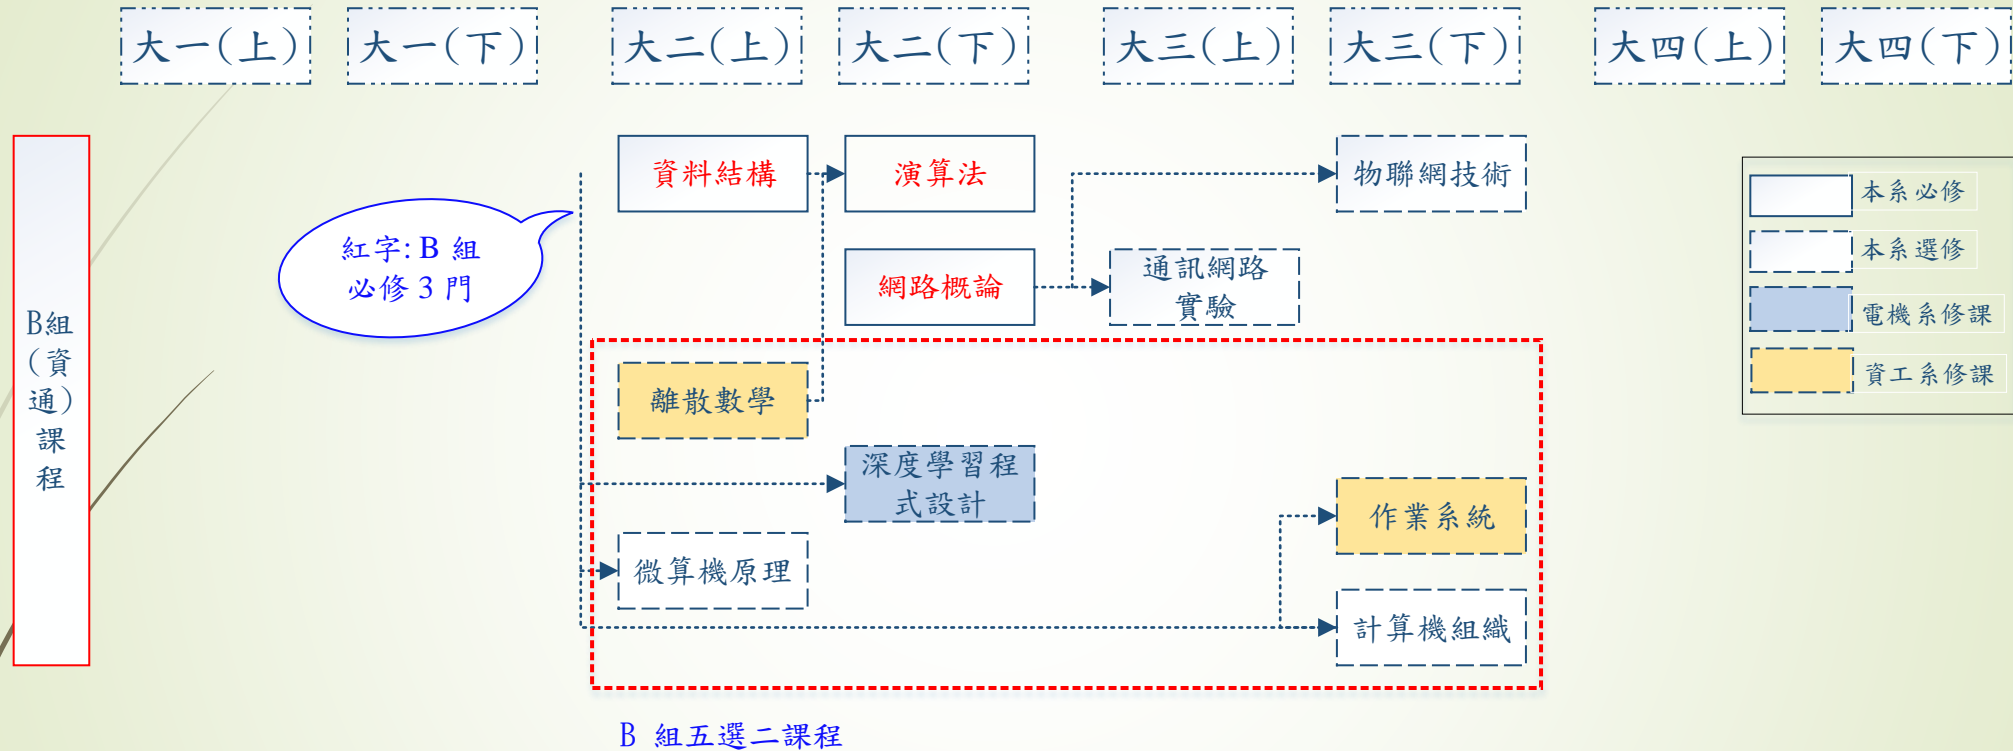 大一(上)
大一(下)
大二(上)
大二(下)
大三(上)
大三(下)
大四(上)
大四(下)
B組
(資
通)
課
程
紅字: B 組
必修 3 門
資料結構
演算法
物聯網技術
網路概論
通訊網路
實驗
離散數學
深度學習程
式設計
作業系統
微算機原理
計算機組織
B 組五選二課程
本系必修
本系選修
電機系修課
資工系修課